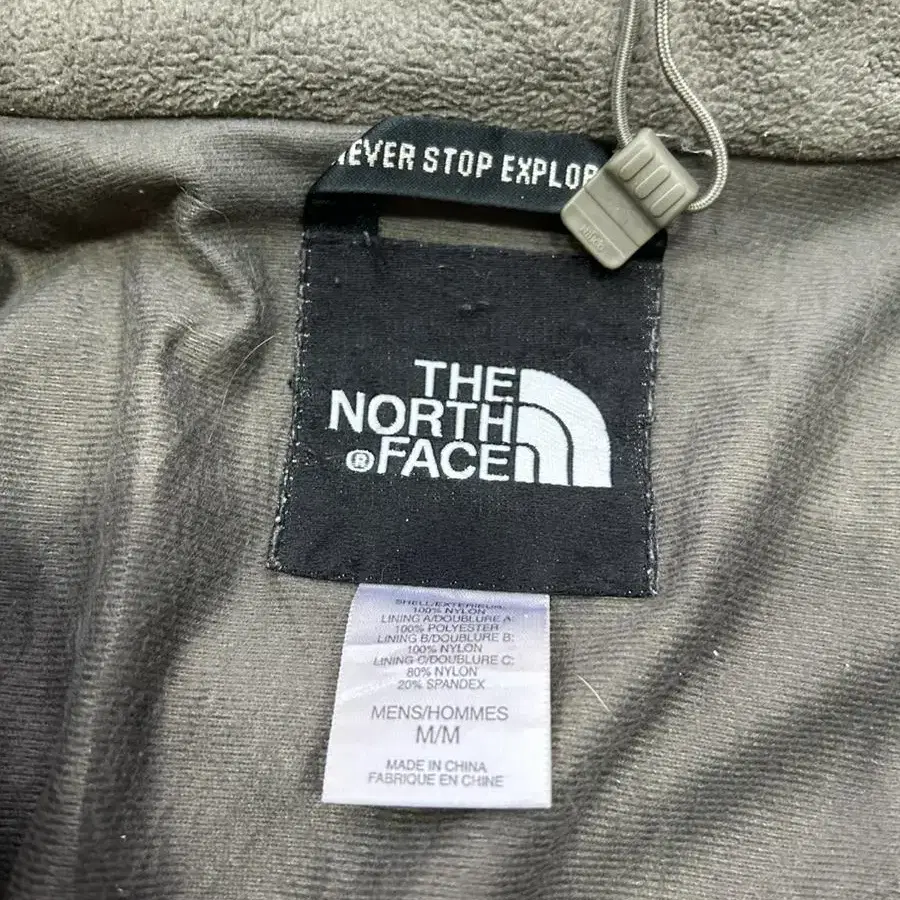 NEVER STOP EXPLOR
THE
NORTH
®FACE
SHELL/EXTERIEUR:
100% NYLON
LINING A/DOUBLURE A:
100% POLYESTER
LINING B/DOUBLURE B:
100% NYLON
LINING C/DOUBLURE C:
80% NYLON
20% SPANDEX
MENS/HOMMES
M/M
MADE IN CHINA
FABRIQUE EN CHINE